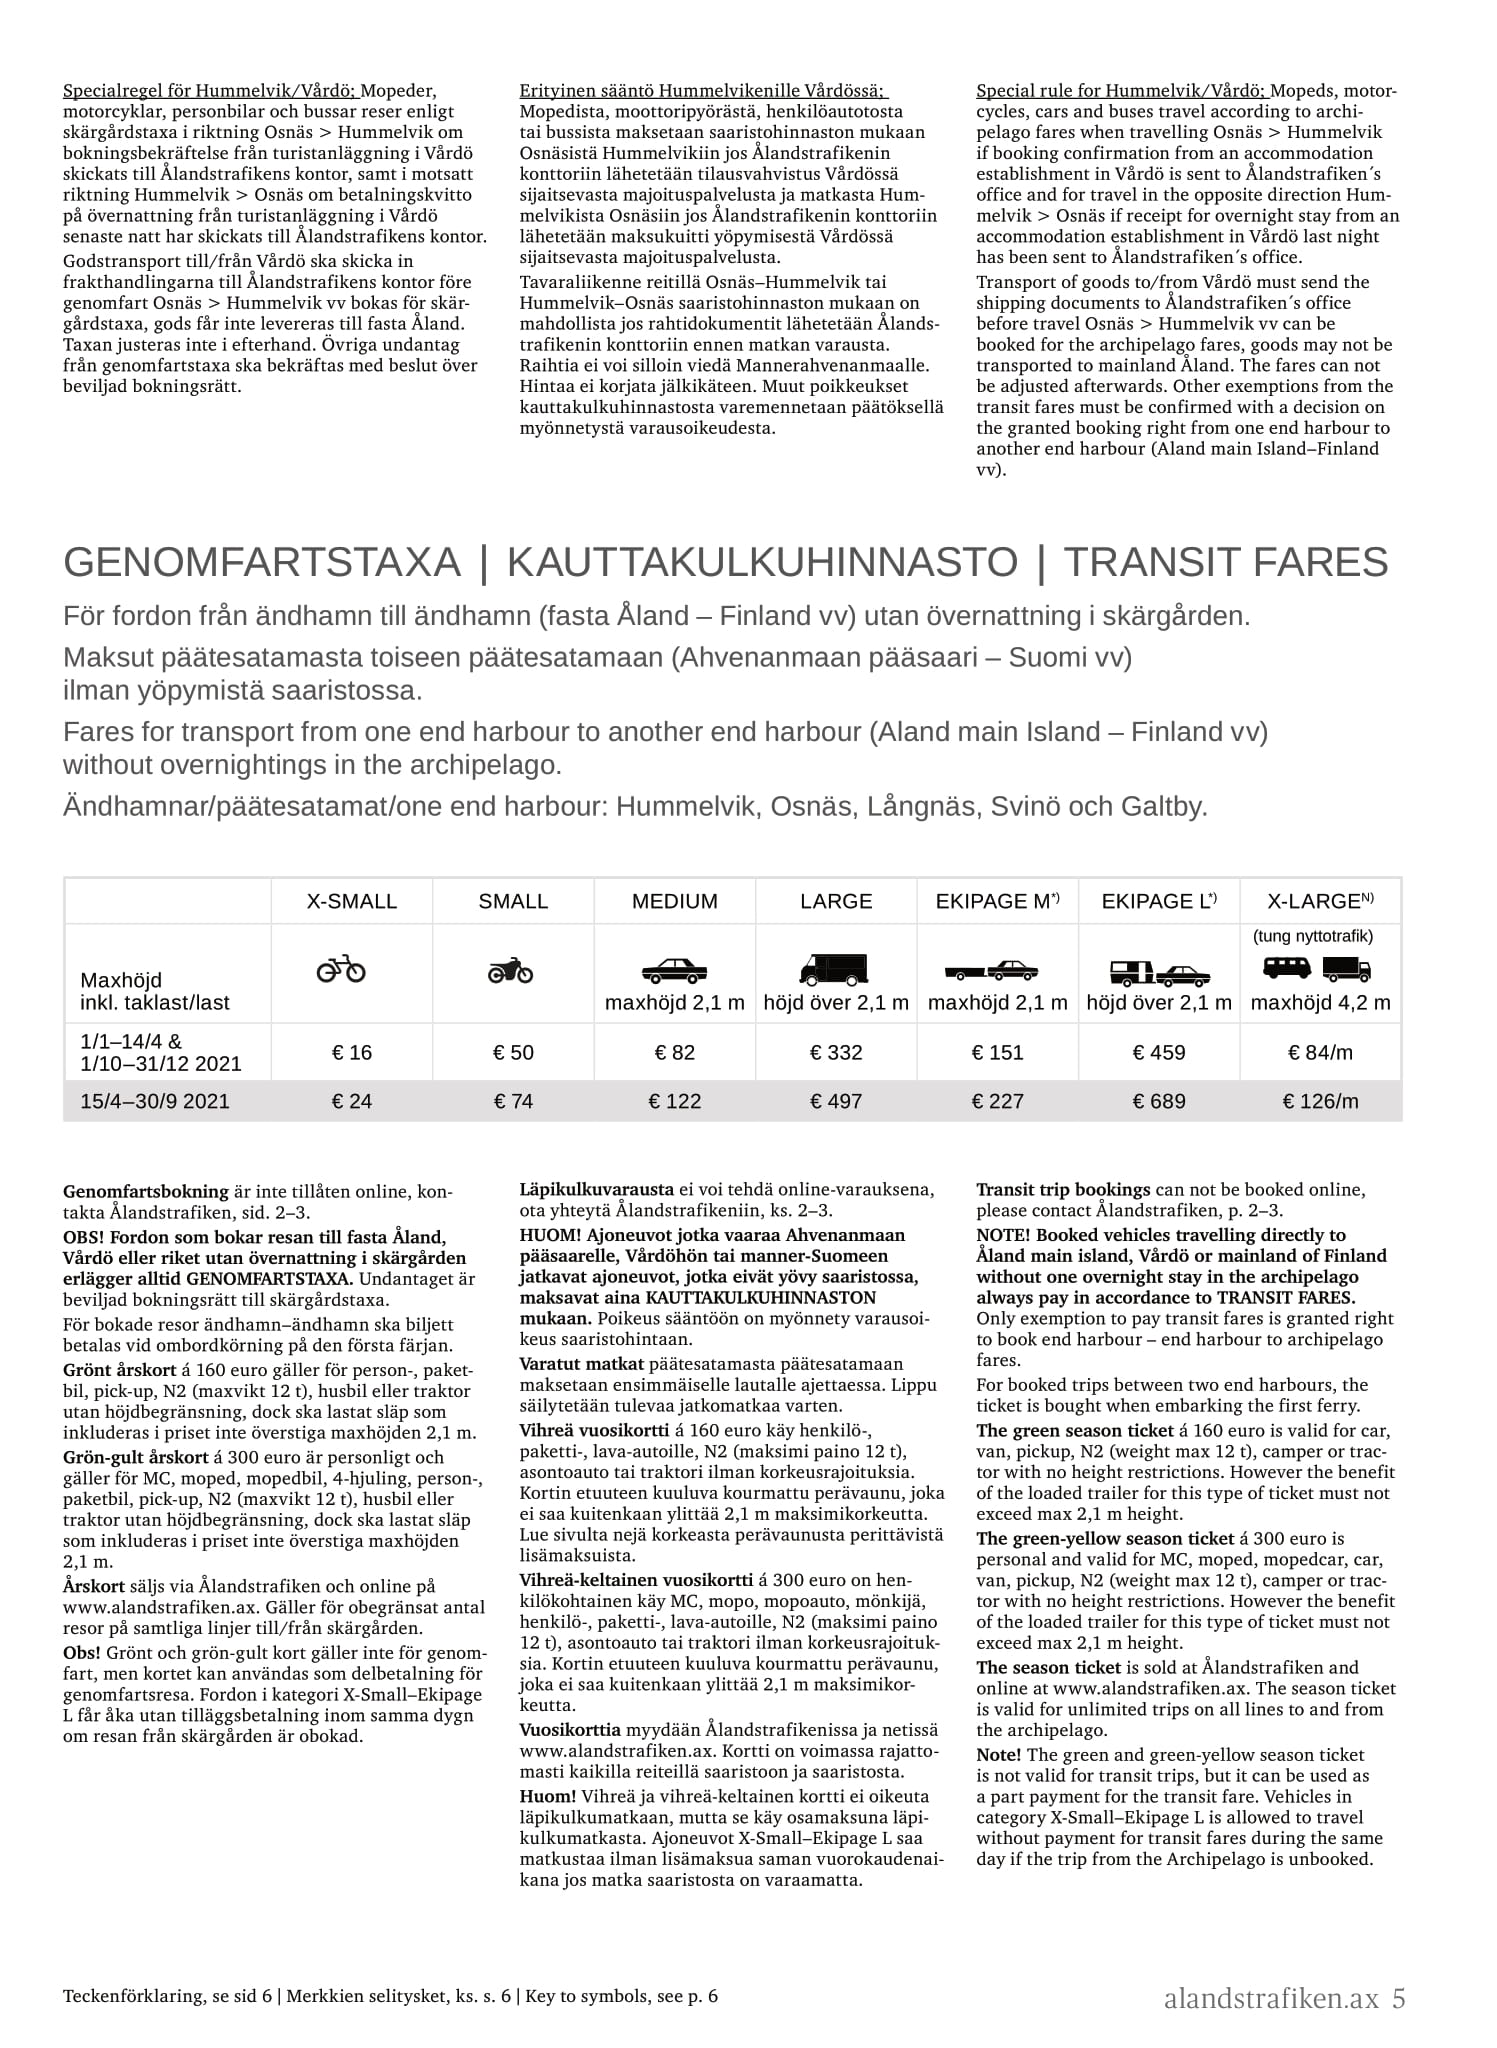 Specialregel för Hummelvik/Vårdö; Mopeder,
motorcyklar, personbilar och bussar reser enligt
skärgårdstaxa i riktning Osnäs > Hummelvik om
bokningsbekräftelse från turistanläggning i Vårdö
skickats till Ålandstrafikens kontor, samt i motsatt
riktning Hummelvik > Osnäs om betalningskvitto
på övernattning från turistanläggning i Vårdö
senaste natt har skickats till Ålandstrafikens kontor.
Godstransport till/från Vårdö ska skicka in
frakthandlingarna till Ålandstrafikens kontor före
genomfart Osnäs > Hummelvik vv bokas för skär-
gårdstaxa, gods får inte levereras till fasta Åland.
Taxan justeras inte i efterhand. Övriga undantag
från genomfartstaxa ska bekräftas med beslut över
beviljad bokningsrätt.
Erityinen sääntö Hummelvikenille Vårdössä;
Mopedista, moottoripyörästä, henkilöautotosta
tai bussista maksetaan saaristohinnaston mukaan
Osnäsistä Hummelvikiin jos Ålandstrafikenin
konttoriin lähetetään tilausvahvistus Vårdössä
sijaitsevasta majoituspalvelusta ja matkasta Hum-
melvikista Osnäsiin jos Ålandstrafikenin konttoriin
lähetetään maksukuitti yöpymisestä Vårdössä
sijaitsevasta majoituspalvelusta.
Tavaraliikenne reitillä Osnäs–Hummelvik tai
Hummelvik–Osnäs saaristohinnaston mukaan on
mahdollista jos rahtidokumentit lähetetään Ålands-
trafikenin konttoriin ennen matkan varausta.
Raihtia ei voi silloin viedä Mannerahvenanmaalle.
Hintaa ei korjata jälkikäteen. Muut poikkeukset
kauttakulkuhinnastosta varemennetaan päätöksellä
myönnetystä varausoikeudesta.
Special rule for Hummelvik/Vårdö; Mopeds, motor-
cycles, cars and buses travel according to archi-
pelago fares when travelling Osnäs > Hummelvik
if booking confirmation from an accommodation
establishment in Vårdö is sent to Ålandstrafiken´s
office and for travel in the opposite direction Hum-
melvik > Osnäs if receipt for overnight stay from an
accommodation establishment in Vårdö last night
has been sent to Ålandstrafiken´s office.
Transport of goods to/from Vårdö must send the
shipping documents to Ålandstrafiken´s office
before travel Osnäs > Hummelvik vv can be
booked for the archipelago fares, goods may not be
transported to mainland Åland. The fares can not
be adjusted afterwards. Other exemptions from the
transit fares must be confirmed with a decision on
the granted booking right from one end harbour to
another end harbour (Aland main Island–Finland
vv).
GENOMFARTSTAXA | KAUTTAKULKUHINNASTO | TRANSIT FARES
För fordon från ändhamn till ändhamn (fasta Åland – Finland vv) utan övernattning i skärgården.
Maksut päätesatamasta toiseen päätesatamaan (Ahvenanmaan pääsaari – Suomi vv)
ilman yöpymistä saaristossa.
Fares for transport from one end harbour to another end harbour (Aland main Island – Finland vv)
without overnightings in the archipelago.
Ändhamnar/päätesatamat/one end harbour: Hummelvik, Osnäs, Långnäs, Svinö och Galtby.
X-SMALL SMALL MEDIUM LARGE EKIPAGE M*) EKIPAGE L*) X-LARGEN)
(tung nyttotrafik)
Maxhöjd
inkl. taklast/last maxhöjd 2,1 m höjd över 2,1 m maxhöjd 2,1 m höjd över 2,1 m maxhöjd 4,2 m
1/1–14/4 &
1/10–31/12 2021 € 16 € 50 € 82 € 332 € 151 € 459 € 84/m
15/4–30/9 2021 € 24 € 74 € 122 € 497 € 227 € 689 € 126/m
Genomfartsbokning är inte tillåten online, kon-
takta Ålandstrafiken, sid. 2–3.
OBS! Fordon som bokar resan till fasta Åland,
Vårdö eller riket utan övernattning i skärgården
erlägger alltid GENOMFARTSTAXA. Undantaget är
beviljad bokningsrätt till skärgårdstaxa.
För bokade resor ändhamn–ändhamn ska biljett
betalas vid ombordkörning på den första färjan.
Grönt årskort á 160 euro gäller för person-, paket-
bil, pick-up, N2 (maxvikt 12 t), husbil eller traktor
utan höjdbegränsning, dock ska lastat släp som
inkluderas i priset inte överstiga maxhöjden 2,1 m.
Grön-gult årskort á 300 euro är personligt och
gäller för MC, moped, mopedbil, 4-hjuling, person-,
paketbil, pick-up, N2 (maxvikt 12 t), husbil eller
traktor utan höjdbegränsning, dock ska lastat släp
som inkluderas i priset inte överstiga maxhöjden
2,1 m.
Årskort säljs via Ålandstrafiken och online på
www.alandstrafiken.ax. Gäller för obegränsat antal
resor på samtliga linjer till/från skärgården.
Obs! Grönt och grön-gult kort gäller inte för genom-
fart, men kortet kan användas som delbetalning för
genomfartsresa. Fordon i kategori X-Small–Ekipage
L får åka utan tilläggsbetalning inom samma dygn
om resan från skärgården är obokad.
Läpikulkuvarausta ei voi tehdä online-varauksena,
ota yhteytä Ålandstrafikeniin, ks. 2–3.
HUOM! Ajoneuvot jotka vaaraa Ahvenanmaan
pääsaarelle, Vårdöhön tai manner-Suomeen
jatkavat ajoneuvot, jotka eivät yövy saaristossa,
maksavat aina KAUTTAKULKUHINNASTON
mukaan. Poikeus sääntöön on myönnety varausoi-
keus saaristohintaan.
Varatut matkat päätesatamasta päätesatamaan
maksetaan ensimmäiselle lautalle ajettaessa. Lippu
säilytetään tulevaa jatkomatkaa varten.
Vihreä vuosikortti á 160 euro käy henkilö-,
paketti-, lava-autoille, N2 (maksimi paino 12 t),
asontoauto tai traktori ilman korkeusrajoituksia.
Kortin etuuteen kuuluva kourmattu perävaunu, joka
ei saa kuitenkaan ylittää 2,1 m maksimikorkeutta.
Lue sivulta nejä korkeasta perävaunusta perittävistä
lisämaksuista.
Vihreä-keltainen vuosikortti á 300 euro on hen-
kilökohtainen käy MC, mopo, mopoauto, mönkijä,
henkilö-, paketti-, lava-autoille, N2 (maksimi paino
12 t), asontoauto tai traktori ilman korkeusrajoituk-
sia. Kortin etuuteen kuuluva kourmattu perävaunu,
joka ei saa kuitenkaan ylittää 2,1 m maksimikor-
keutta.
Vuosikorttia myydään Ålandstrafikenissa ja netissä
www.alandstrafiken.ax. Kortti on voimassa rajatto-
masti kaikilla reiteillä saaristoon ja saaristosta.
Huom! Vihreä ja vihreä-keltainen kortti ei oikeuta
läpikulkumatkaan, mutta se käy osamaksuna läpi-
kulkumatkasta. Ajoneuvot X-Small–Ekipage L saa
matkustaa ilman lisämaksua saman vuorokaudenai-
kana jos matka saaristosta on varaamatta.
Transit trip bookings can not be booked online,
please contact Ålandstrafiken, p. 2–3.
NOTE! Booked vehicles travelling directly to
Åland main island, Vårdö or mainland of Finland
without one overnight stay in the archipelago
always pay in accordance to TRANSIT FARES.
Only exemption to pay transit fares is granted right
to book end harbour – end harbour to archipelago
fares.
For booked trips between two end harbours, the
ticket is bought when embarking the first ferry.
The green season ticket á 160 euro is valid for car,
van, pickup, N2 (weight max 12 t), camper or trac-
tor with no height restrictions. However the benefit
of the loaded trailer for this type of ticket must not
exceed max 2,1 m height.
The green-yellow season ticket á 300 euro is
personal and valid for MC, moped, mopedcar, car,
van, pickup, N2 (weight max 12 t), camper or trac-
tor with no height restrictions. However the benefit
of the loaded trailer for this type of ticket must not
exceed max 2,1 m height.
The season ticket is sold at Ålandstrafiken and
online at www.alandstrafiken.ax. The season ticket
is valid for unlimited trips on all lines to and from
the archipelago.
Note! The green and green-yellow season ticket
is not valid for transit trips, but it can be used as
a part payment for the transit fare. Vehicles in
category X-Small–Ekipage L is allowed to travel
without payment for transit fares during the same
day if the trip from the Archipelago is unbooked.
Teckenförklaring, se sid 6 | Merkkien selitysket, ks. s. 6 | Key to symbols, see p. 6
alandstrafiken.ax 5